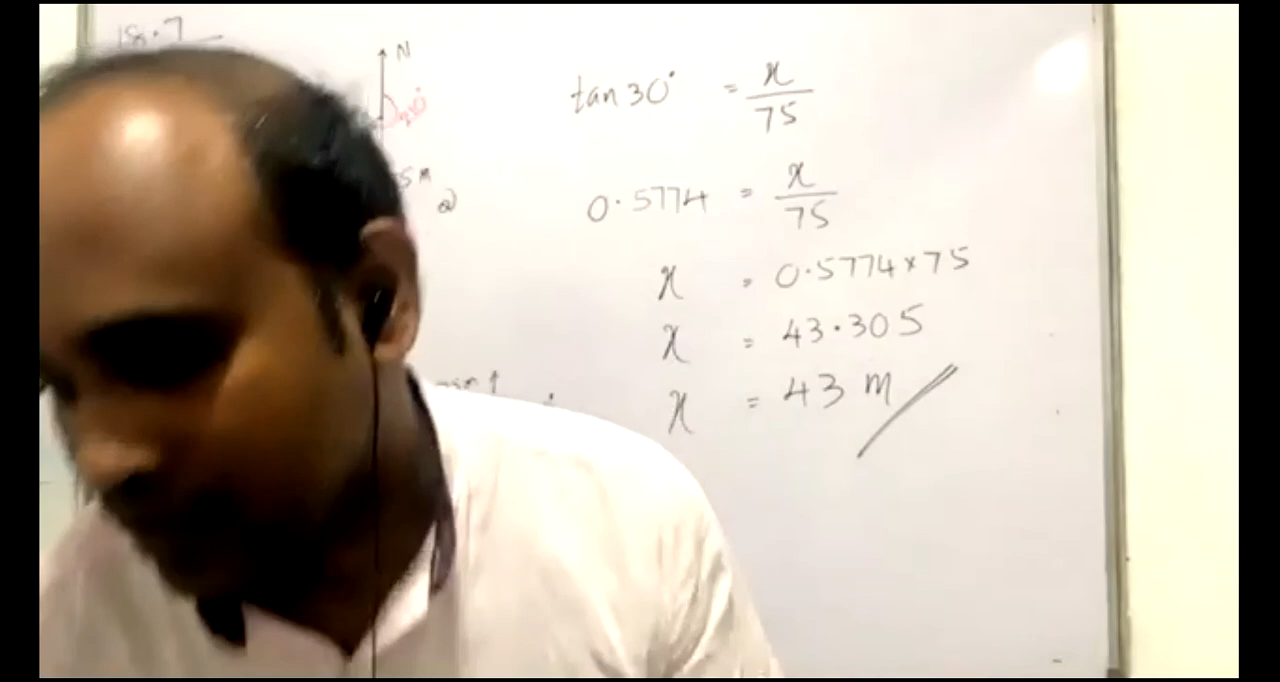 N
tan 30° = x/75
0.5774 = x/75
x = 0.5774 × 75
x = 43.305
x = 43 m